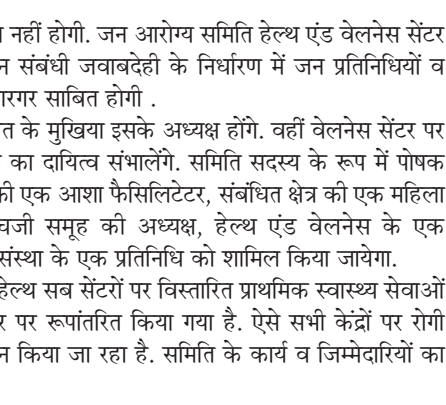 नहीं होगी. जन आरोग्य समिति हेल्थ एंड वेलनेस सेंटर
संबंधी जवाबदेही के निर्धारण में जन प्रतिनिधियों व
साबित होगी .
के मुखिया इसके अध्यक्ष होंगे. वहीं वेलनेस सेंटर पर
का दायित्व संभालेंगे. समिति सदस्य के रूप में पोषक
की एक आशा फैसिलिटेटर, संबंधित क्षेत्र की एक महिला
समूह की अध्यक्ष, हेल्थ एंड वेलनेस के एक
संस्था के एक प्रतिनिधि को शामिल किया जायेगा.
हेल्थ सब सेंटरों पर विस्तारित प्राथमिक स्वास्थ्य सेवाओं
पर रूपांतरित किया गया है. ऐसे सभी केंद्रों पर रोगी
किया जा रहा है. समिति के कार्य व जिम्मेदारियों का